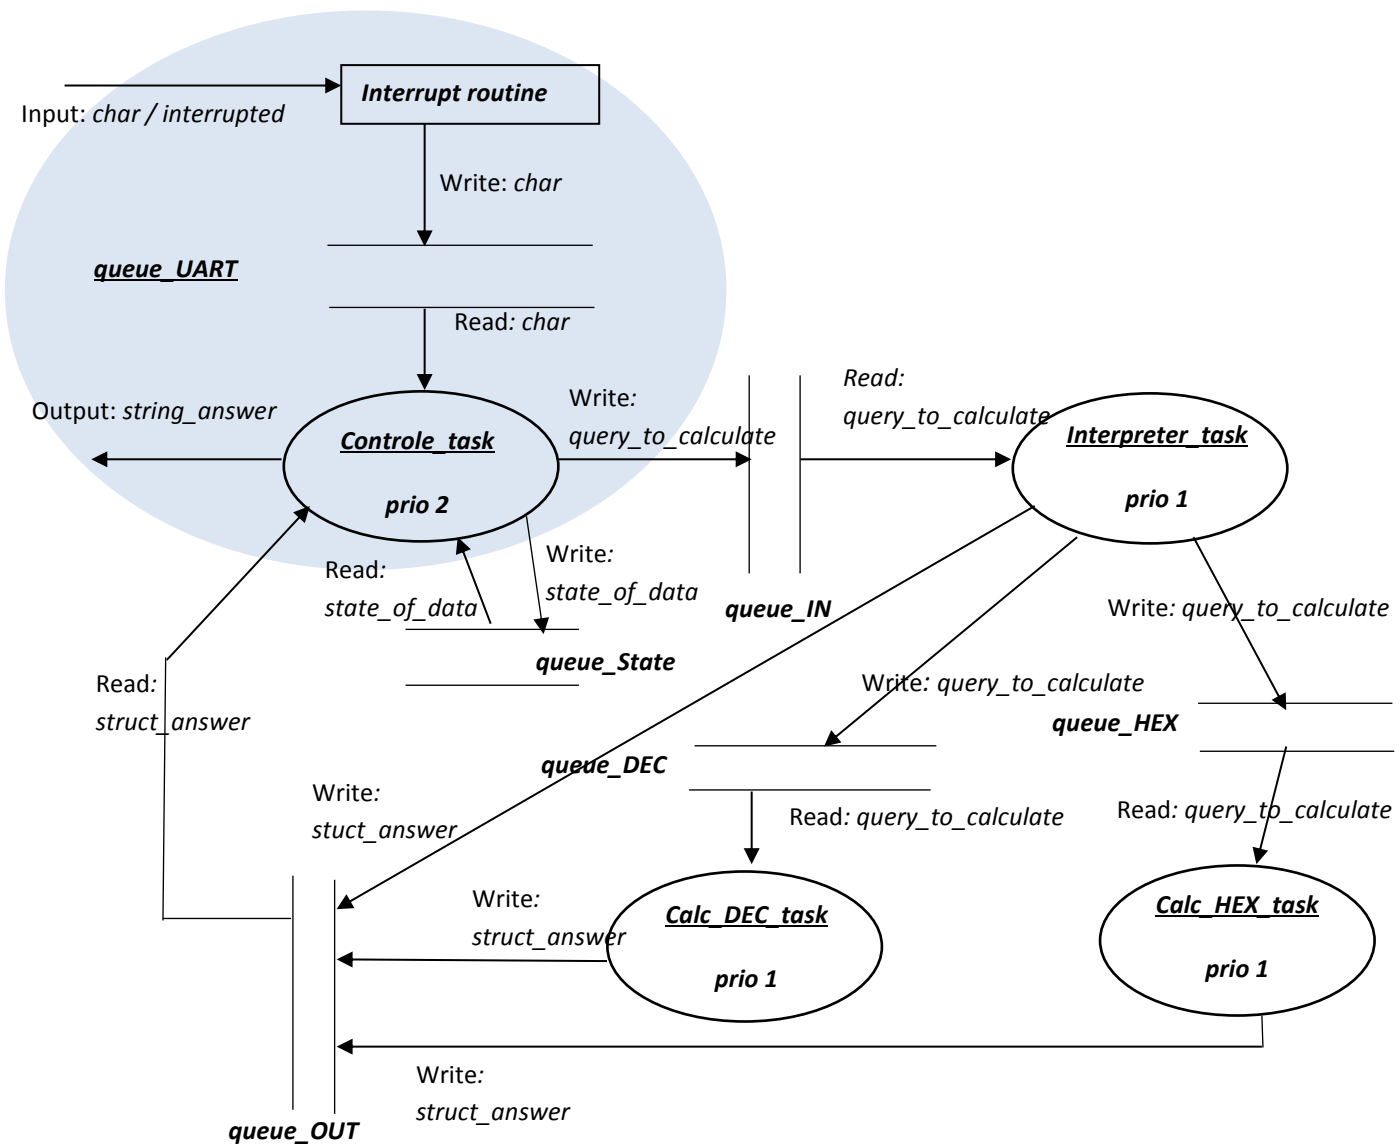 Interrupt routine
Input: char / interrupted
Write: char
queue_UART
Read: char
Output: string_answer
Write:
query_to_calculate
Read:
query_to_calculate
Controle_task
prio 2
Interpreter_task
prio 1
Read:
state_of_data
Write:
state_of_data
queue_IN
queue_State
Write: query_to_calculate
Read:
struct_answer
Write: query_to_calculate
queue_HEX
queue_DEC
Write:
stuct_answer
Read: query_to_calculate
Read: query_to_calculate
Write:
struct_answer
Calc_DEC_task
prio 1
Calc_HEX_task
prio 1
Write:
struct_answer
queue_OUT